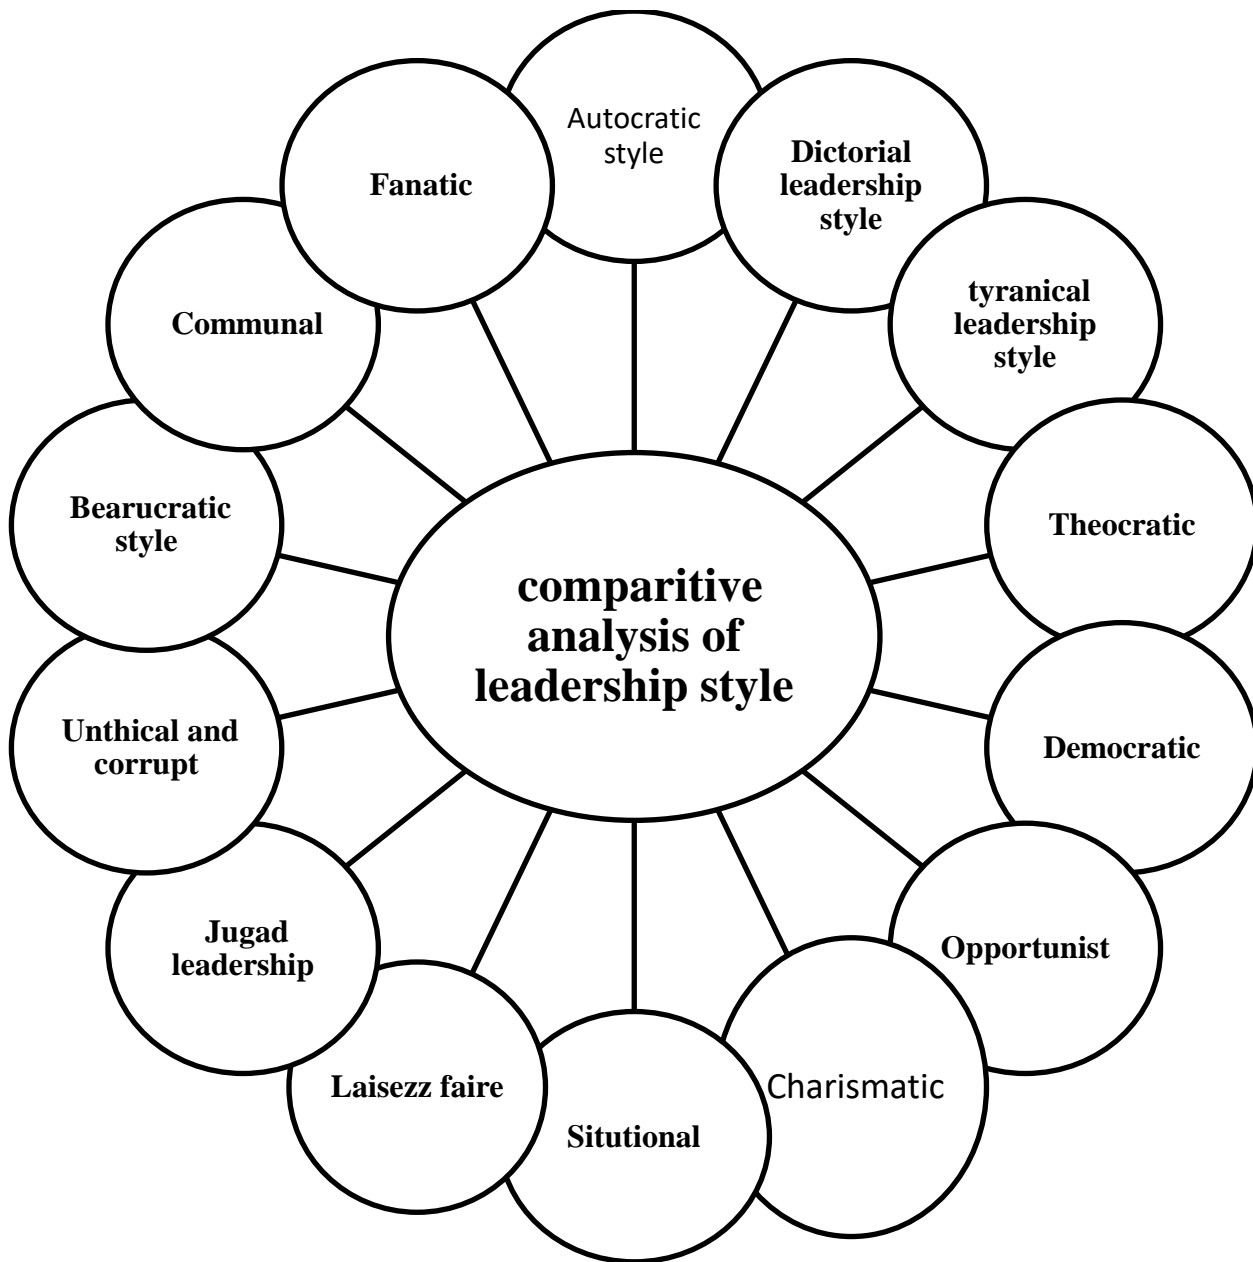 Autocratic
style
Dictorial
leadership
style
tyranical
leadership
style
Theocratic
Democratic
Opportunist
Charismatic
Situtional
Laisezz faire
Jugad
leadership
Unthical and
corrupt
Bearucratic
style
Communal
Fanatic
comparitive
analysis of
leadership style